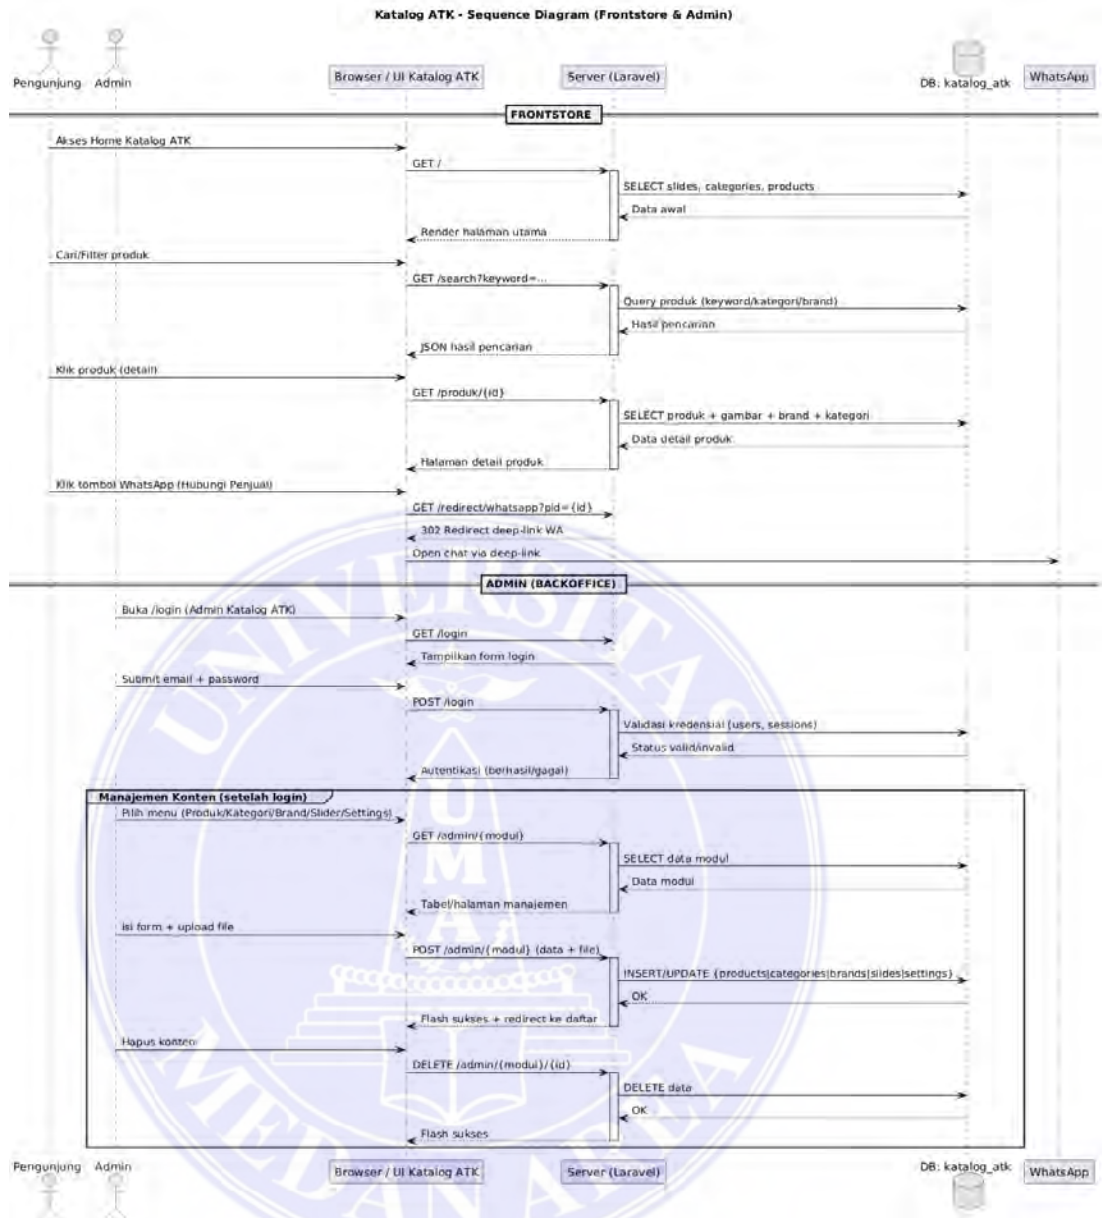 Katalog ATK - Sequence Diagram (Frontstore & Admin)
Pengunjung Admin Browser / UI Katalog ATK Server (Laravel) DB: katalog_atk WhatsApp
FRONTSTORE
Akses Home Katalog ATK
GET /
SELECT slides, categories, products
Data awal
Render halaman utama
Cari/Filter produk
GET /search?keyword=...
Query produk (keyword/kategori/brand)
Hasil pencarian
JSON hasil pencarian
Klik produk (detail)
GET /produk/{id}
SELECT produk + gambar + brand + kategori
Data detail produk
Halaman detail produk
Klik tombol WhatsApp (Hubungi Penjual)
GET /redirect/whatsapp?pid={id}
302 Redirect deep-link WA
Open chat via deep-link
ADMIN (BACKOFFICE)
Buka /login (Admin Katalog ATK)
GET /login
Tampilkan form login
Submit email + password
POST /login
Validasi kredensial (users, sessions)
Status valid/invalid
Autentikasi (berhasil/gagal)
Manajemen Konten (setelah login)
Pilih menu (Produk/Kategori/Brand/Slider/Settings)
GET /admin/{modul}
SELECT data modul
Data modul
Tabel/halaman manajemen
Isi form + upload file
POST /admin/{modul} (data + file)
INSERT/UPDATE {products|categories|brands|slides|settings}
OK
Flash sukses + redirect ke daftar
Hapus konten
DELETE /admin/{modul}/{id}
DELETE data
OK
Flash sukses
Pengunjung Admin Browser / UI Katalog ATK Server (Laravel) DB: katalog_atk WhatsApp
UNIVERSITAS
UMA
MEDAN AREA